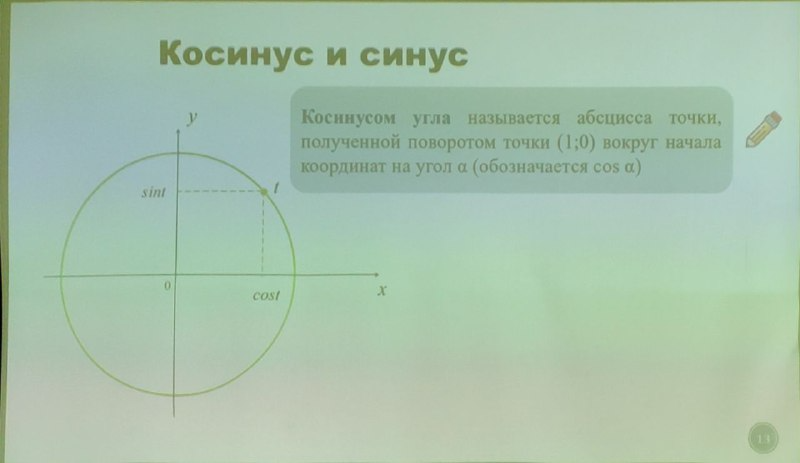 Косинус и синус
Косинусом угла называется абсцисса точки,
полученной поворотом точки (1;0) вокруг начала
координат на угол α (обозначается cos α)
y
sint
t
0
cost
x
13